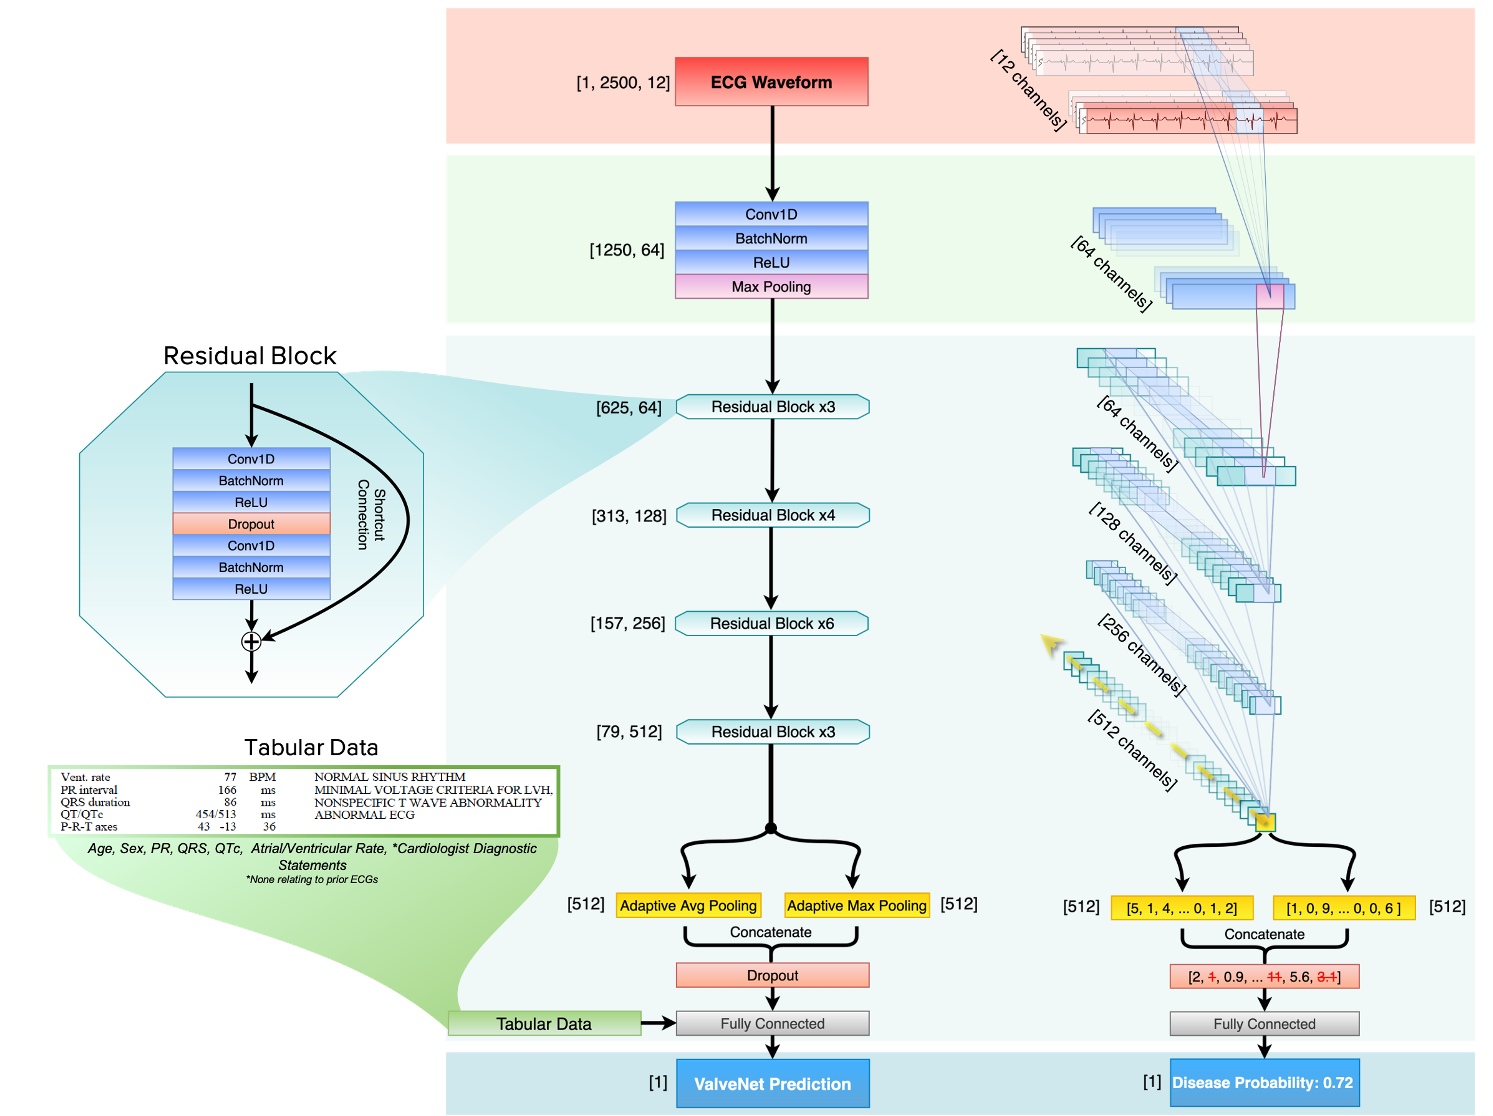 [1, 2500, 12]
ECG Waveform
[12 channels]
Conv1D
BatchNorm
ReLU
Max Pooling
[1250, 64]
[64 channels]
Residual Block
Conv1D
BatchNorm
ReLU
Dropout
Conv1D
BatchNorm
ReLU
Shortcut
Connection
[625, 64]
Residual Block x3
[64 channels]
[313, 128]
Residual Block x4
[128 channels]
[157, 256]
Residual Block x6
[256 channels]
[79, 512]
Residual Block x3
[512 channels]
Tabular Data
Vent. rate 77 BPM NORMAL SINUS RHYTHM
PR interval 166 ms MINIMAL VOLTAGE CRITERIA FOR LVH,
QRS duration 86 ms NONSPECIFIC T WAVE ABNORMALITY
QT/QTc 454/513 ms ABNORMAL ECG
P-R-T axes 43 -13 36
Age, Sex, PR, QRS, QTc, Atrial/Ventricular Rate, *Cardiologist Diagnostic
Statements
*None relating to prior ECGs
[512] Adaptive Avg Pooling Adaptive Max Pooling [512]
Concatenate
Dropout
Tabular Data
Fully Connected
[1] ValveNet Prediction
[512] [5, 1, 4, ... 0, 1, 2] [1, 0, 9, ... 0, 0, 6 ] [512]
Concatenate
[2, 1, 0.9, ... 11, 5.6, 3.1]
Fully Connected
[1] Disease Probability: 0.72